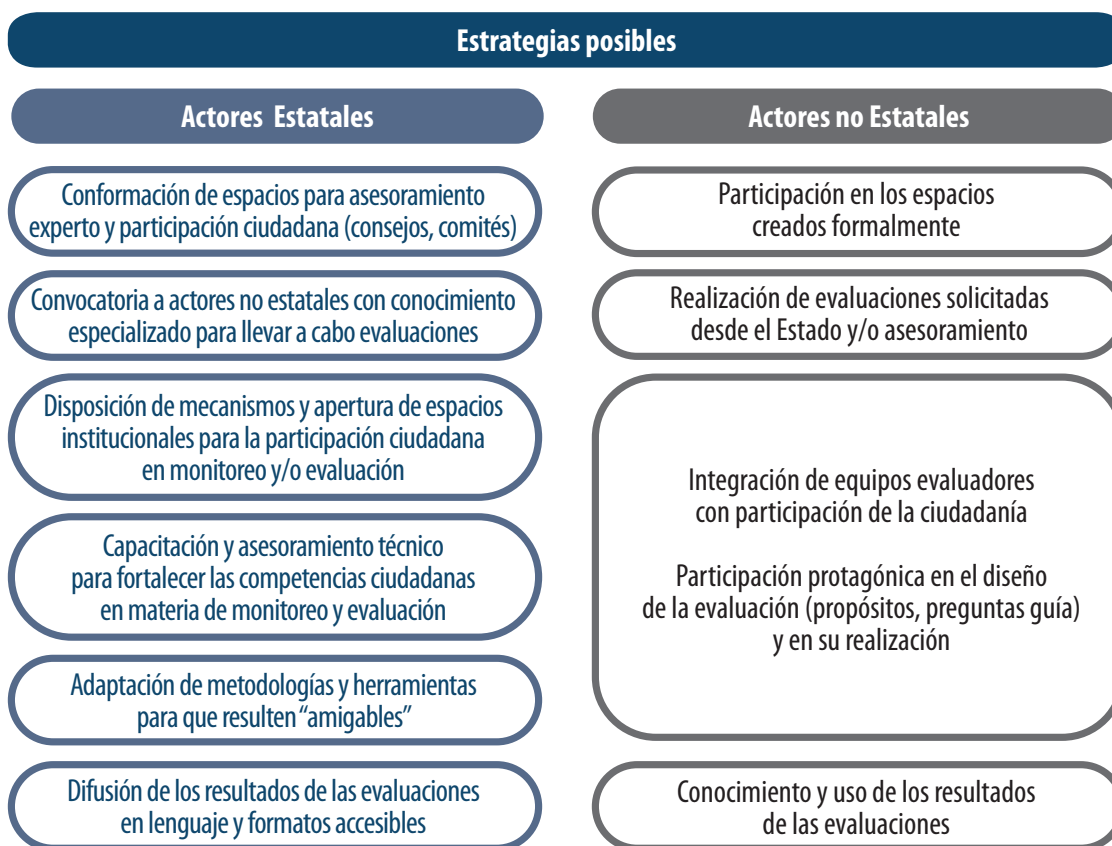 Estrategias posibles
Actores Estatales
Conformación de espacios para asesoramiento
experto y participación ciudadana (consejos, comités)
Convocatoria a actores no estatales con conocimiento
especializado para llevar a cabo evaluaciones
Disposición de mecanismos y apertura de espacios
institucionales para la participación ciudadana
en monitoreo y/o evaluación
Capacitación y asesoramiento técnico
para fortalecer las competencias ciudadanas
en materia de monitoreo y evaluación
Adaptación de metodologías y herramientas
para que resulten “amigables”
Difusión de los resultados de las evaluaciones
en lenguaje y formatos accesibles
Actores no Estatales
Participación en los espacios
creados formalmente
Realización de evaluaciones solicitadas
desde el Estado y/o asesoramiento
Integración de equipos evaluadores
con participación de la ciudadanía
Participación protagónica en el diseño
de la evaluación (propósitos, preguntas guía)
y en su realización
Conocimiento y uso de los resultados
de las evaluaciones